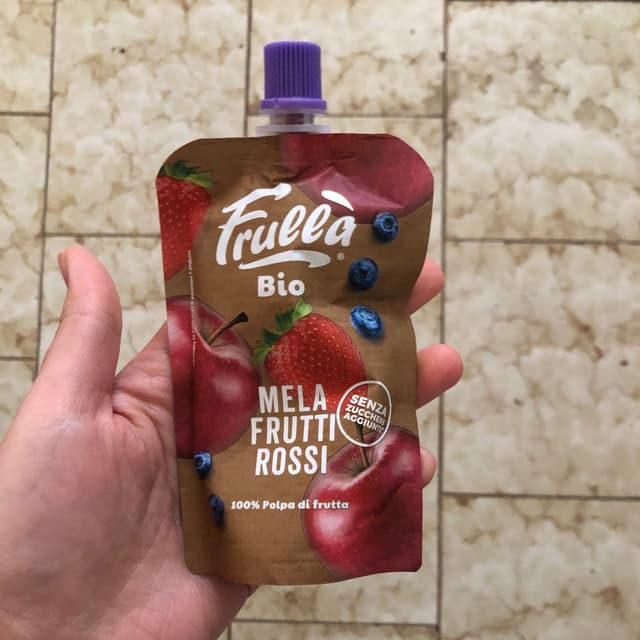 Frullà®
Bio
MELA
FRUTTI
ROSSI
SENZA
ZUCCHERI
AGGIUNTI*
100% Polpa di frutta